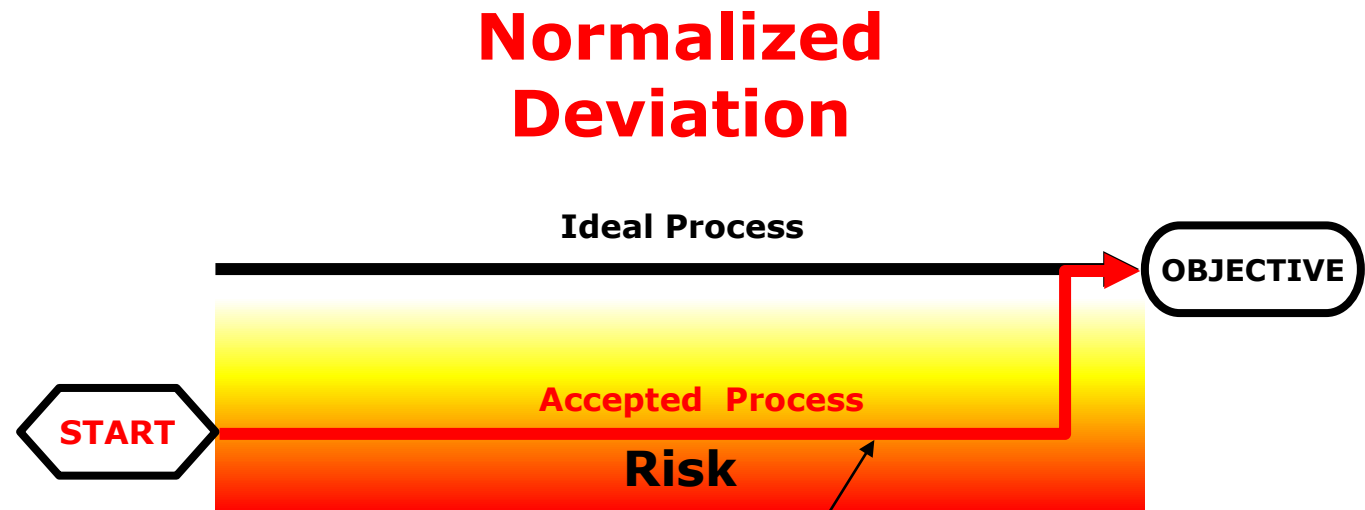 Normalized
Deviation
Ideal Process
OBJECTIVE
Accepted Process
START
Risk